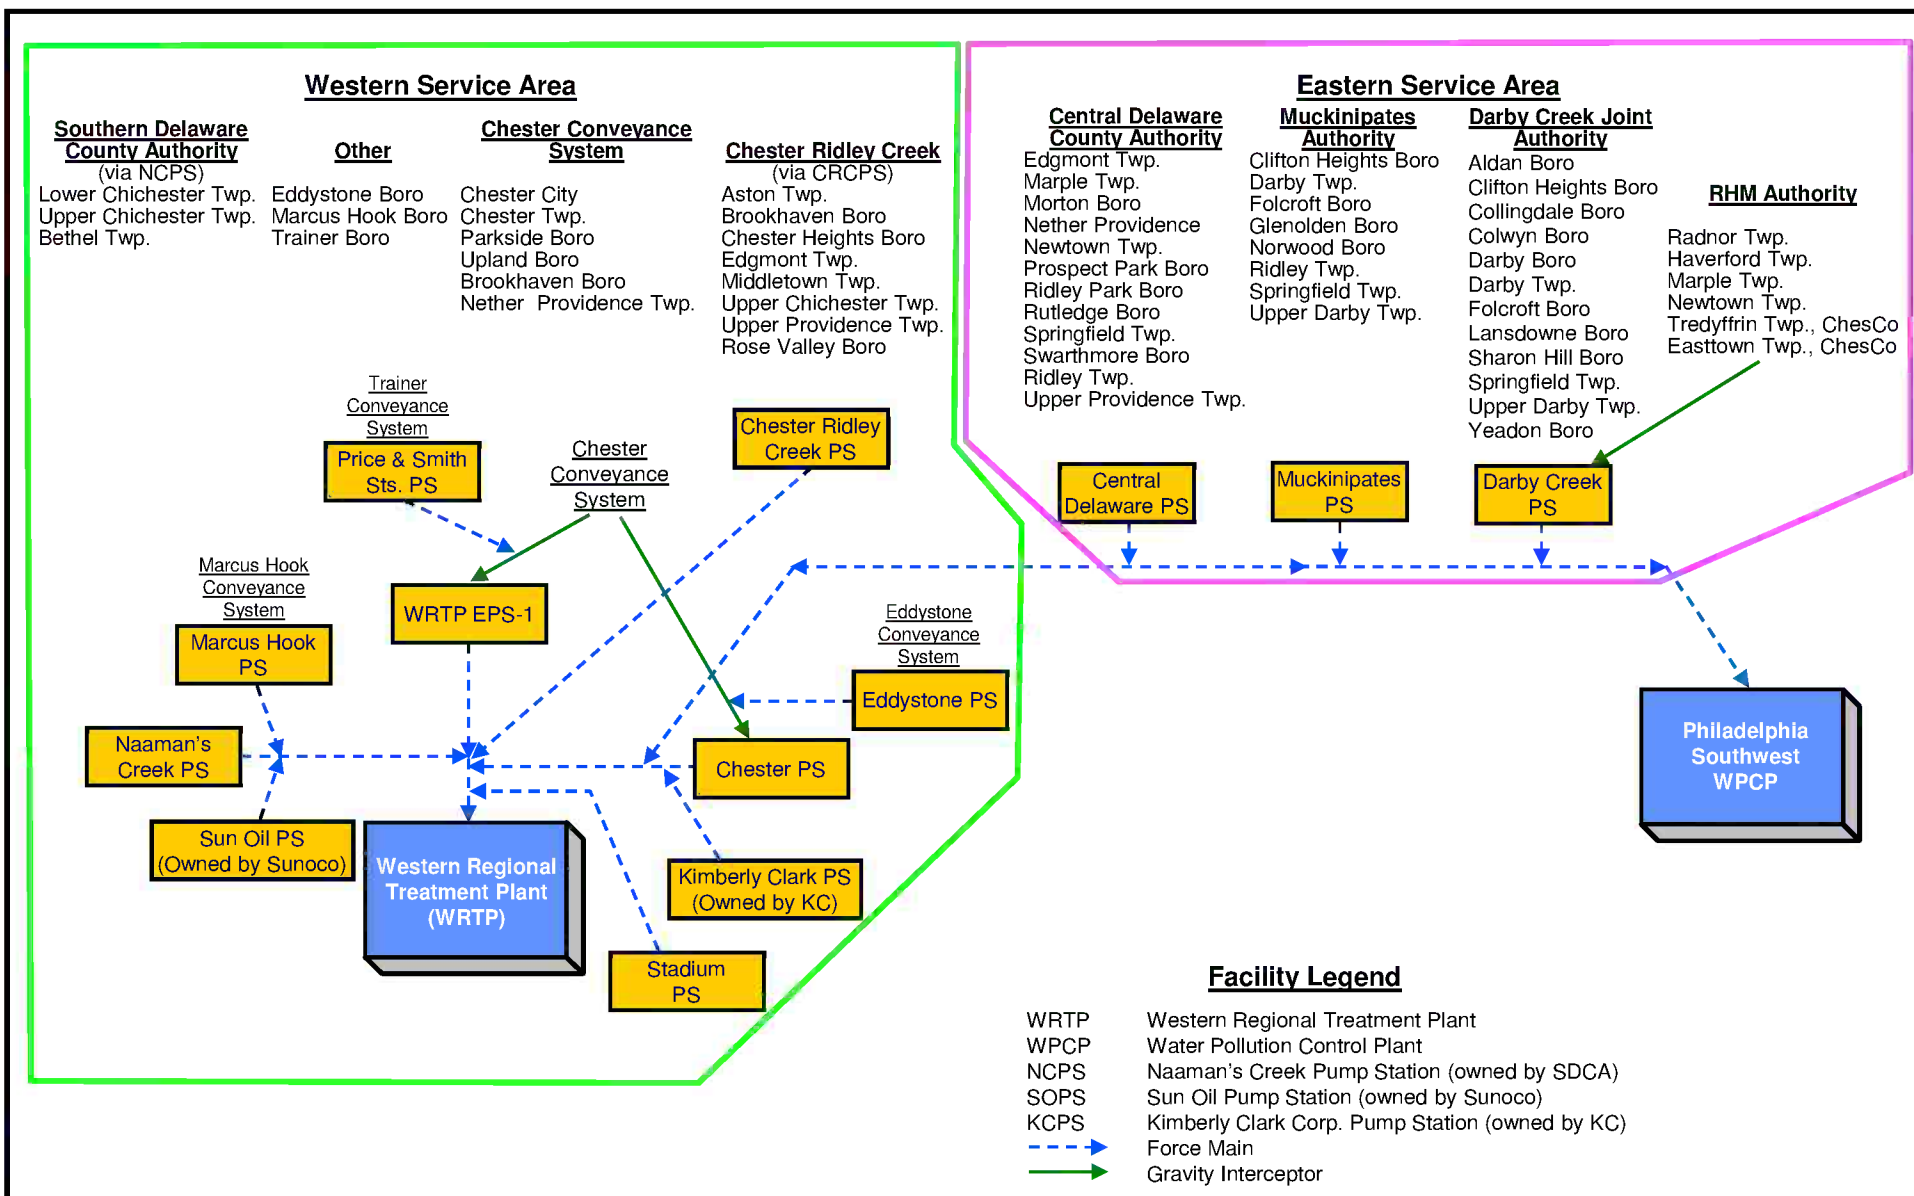 Western Service Area
Southern Delaware
County Authority
(via NCPS)
Lower Chichester Twp.
Upper Chichester Twp.
Bethel Twp.
Other
Eddystone Boro
Marcus Hook Boro
Trainer Boro
Chester Conveyance
System
Chester City
Chester Twp.
Parkside Boro
Upland Boro
Brookhaven Boro
Nether Providence Twp.
Chester Ridley Creek
(via CRCPS)
Aston Twp.
Brookhaven Boro
Chester Heights Boro
Edgmont Twp.
Middletown Twp.
Upper Chichester Twp.
Upper Providence Twp.
Rose Valley Boro
Eastern Service Area
Central Delaware
County Authority
Edgmont Twp.
Marple Twp.
Morton Boro
Nether Providence
Newtown Twp.
Prospect Park Boro
Ridley Park Boro
Rutledge Boro
Springfield Twp.
Swarthmore Boro
Ridley Twp.
Upper Providence Twp.
Muckinipates
Authority
Clifton Heights Boro
Darby Twp.
Folcroft Boro
Glenolden Boro
Norwood Boro
Ridley Twp.
Springfield Twp.
Upper Darby Twp.
Darby Creek Joint
Authority
Aldan Boro
Clifton Heights Boro
Collingdale Boro
Colwyn Boro
Darby Boro
Darby Twp.
Folcroft Boro
Lansdowne Boro
Sharon Hill Boro
Springfield Twp.
Upper Darby Twp.
Yeadon Boro
RHM Authority
Radnor Twp.
Haverford Twp.
Marple Twp.
Newtown Twp.
Tredyffrin Twp., ChesCo
Easttown Twp., ChesCo
Trainer
Conveyance
System
Price & Smith
Sts. PS
Chester
Conveyance
System
Chester Ridley
Creek PS
Central
Delaware PS
Muckinipates
PS
Darby Creek
PS
Marcus Hook
Conveyance
System
Marcus Hook
PS
WRTP EPS-1
Eddystone
Conveyance
System
Eddystone PS
Naaman's
Creek PS
Chester PS
Sun Oil PS
(Owned by Sunoco)
Western Regional
Treatment Plant
(WRTP)
Kimberly Clark PS
(Owned by KC)
Stadium
PS
Philadelphia
Southwest
WPCP
Facility Legend
WRTP Western Regional Treatment Plant
WPCP Water Pollution Control Plant
NCPS Naaman's Creek Pump Station (owned by SDCA)
SOPS Sun Oil Pump Station (owned by Sunoco)
KCPS Kimberly Clark Corp. Pump Station (owned by KC)
Force Main
Gravity Interceptor